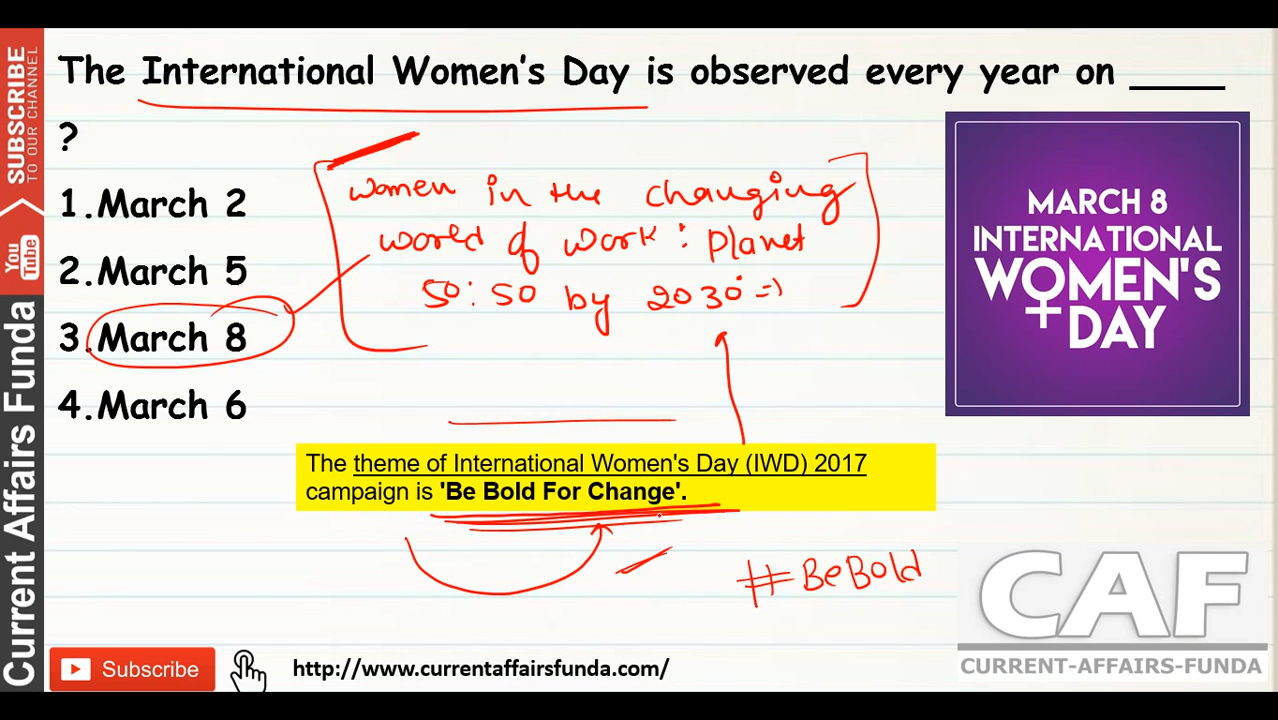 The International Women's Day is observed every year on ____
?
1.March 2
2.March 5
3.March 8
4.March 6
women in the changing
world of work : planet
50:50 by 2030 =>
MARCH 8
INTERNATIONAL
WOMEN'S
DAY
The theme of International Women's Day (IWD) 2017
campaign is 'Be Bold For Change'.
#BeBold
CAF
CURRENT-AFFAIRS-FUNDA
SUBSCRIBE
TO OUR CHANNEL
You
Tube
Current Affairs Funda
Subscribe
http://www.currentaffairsfunda.com/